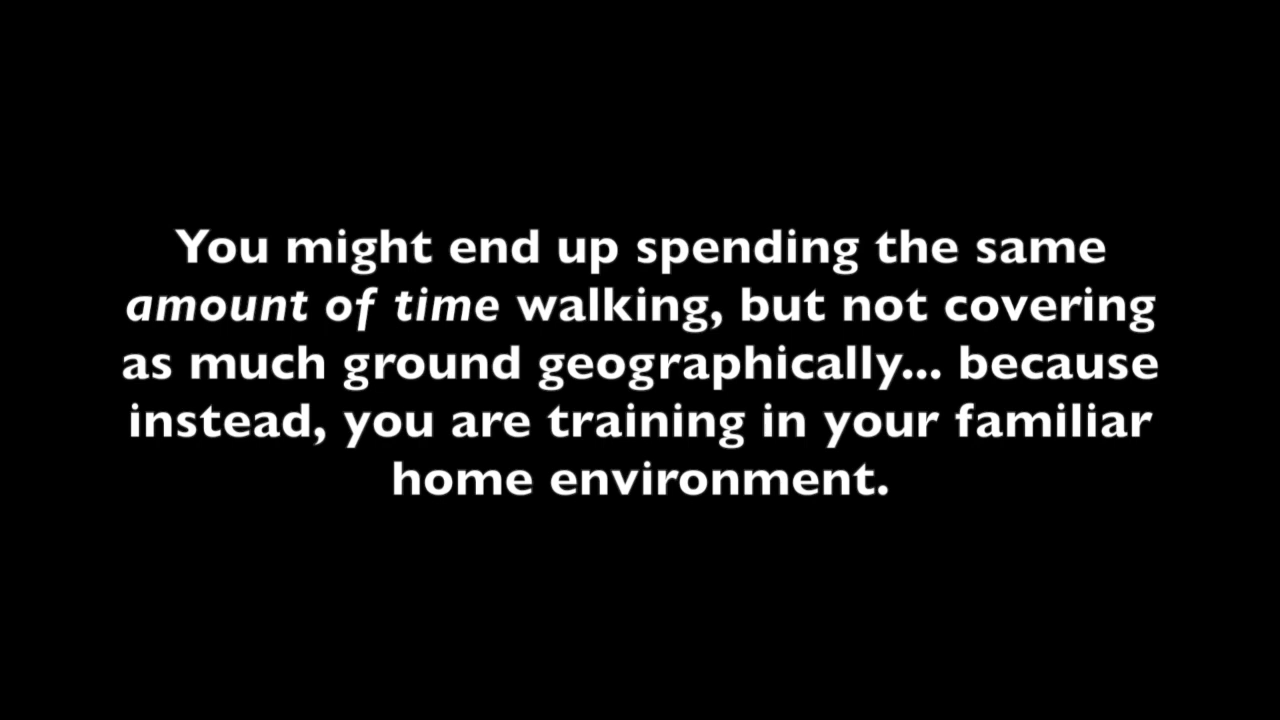 You might end up spending the same
amount of time walking, but not covering
as much ground geographically... because
instead, you are training in your familiar
home environment.